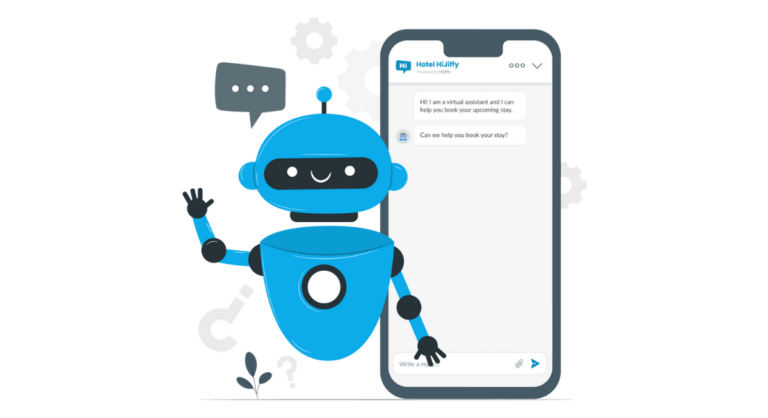 Hi
Hotel HiJiffy
Powered by HiJiffy
Hi! I am a virtual assistant and I can
help you book your upcoming stay.
Can we help you book your stay?
Write a
?